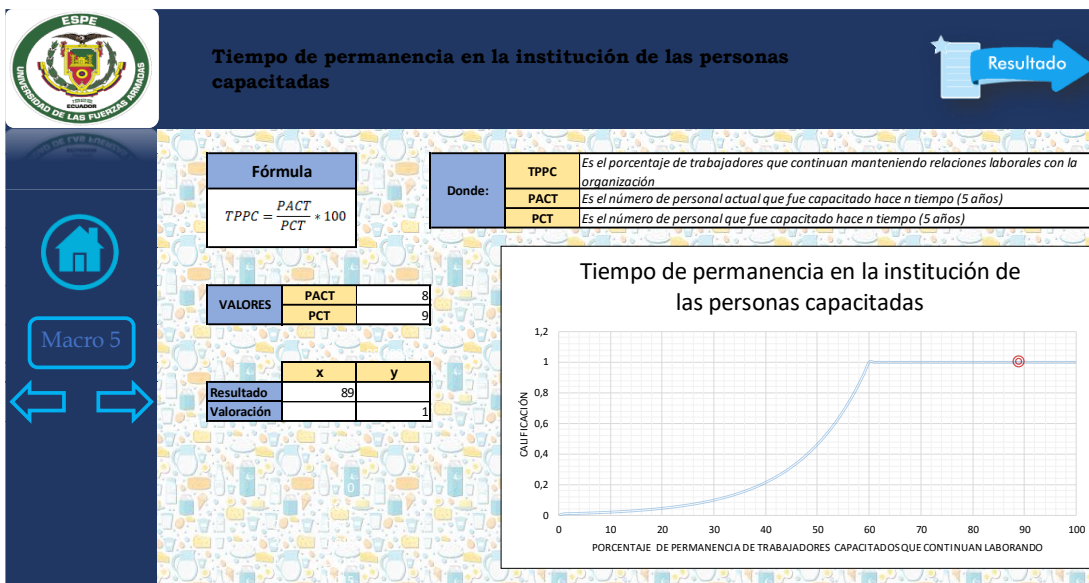 ESPE
UNIVERSIDAD DE LAS FUERZAS ARMADAS
ECUADOR
Tiempo de permanencia en la institución de las personas
capacitadas
Resultado
Fórmula
TPPC = PACT / PCT * 100
Donde:
TPPC
Es el porcentaje de trabajadores que continuan manteniendo relaciones laborales con la
organización
PACT
Es el número de personal actual que fue capacitado hace n tiempo (5 años)
PCT
Es el número de personal que fue capacitado hace n tiempo (5 años)
Macro 5
VALORES
PACT 8
PCT 9
x y
Resultado 89
Valoración 1
0
Tiempo de permanencia en la institución de
las personas capacitadas
CALIFICACIÓN
1,2
1
0,8
0,6
0,4
0,2
0
0 10 20 30 40 50 60 70 80 90 100
PORCENTAJE DE PERMANENCIA DE TRABAJADORES CAPACITADOS QUE CONTINUAN LABORANDO